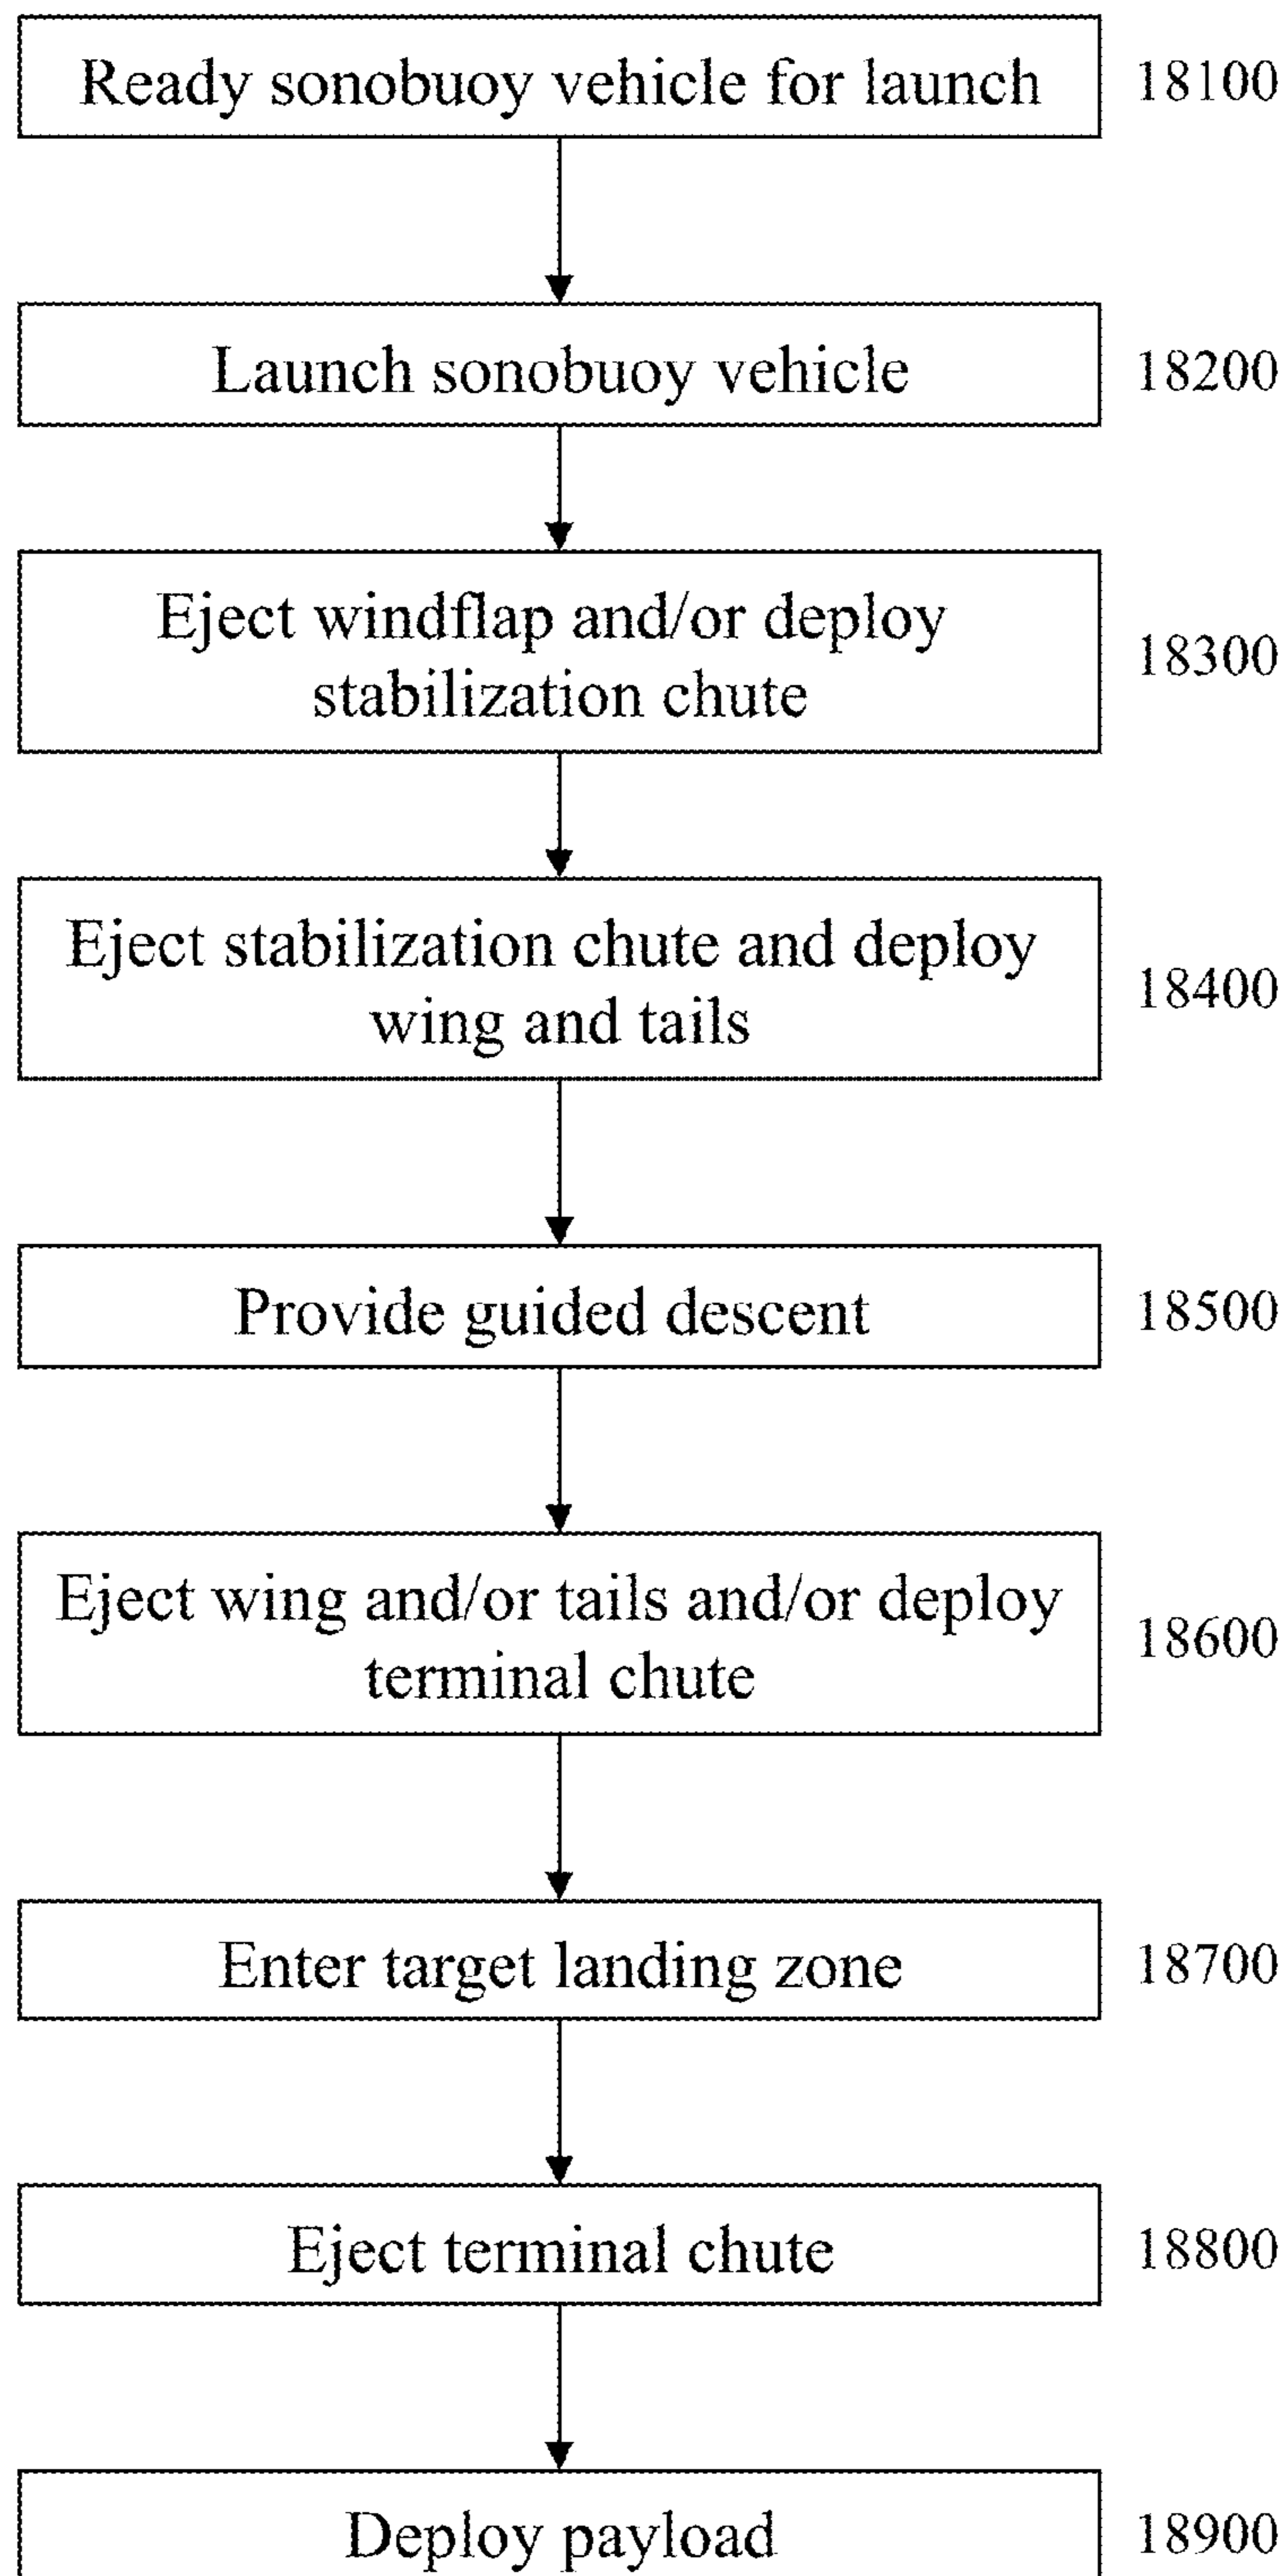 Ready sonobuoy vehicle for launch 18100
Launch sonobuoy vehicle 18200
Eject windflap and/or deploy
stabilization chute
18300
Eject stabilization chute and deploy
wing and tails
18400
Provide guided descent 18500
Eject wing and/or tails and/or deploy
terminal chute
18600
Enter target landing zone 18700
Eject terminal chute 18800
Deploy payload 18900